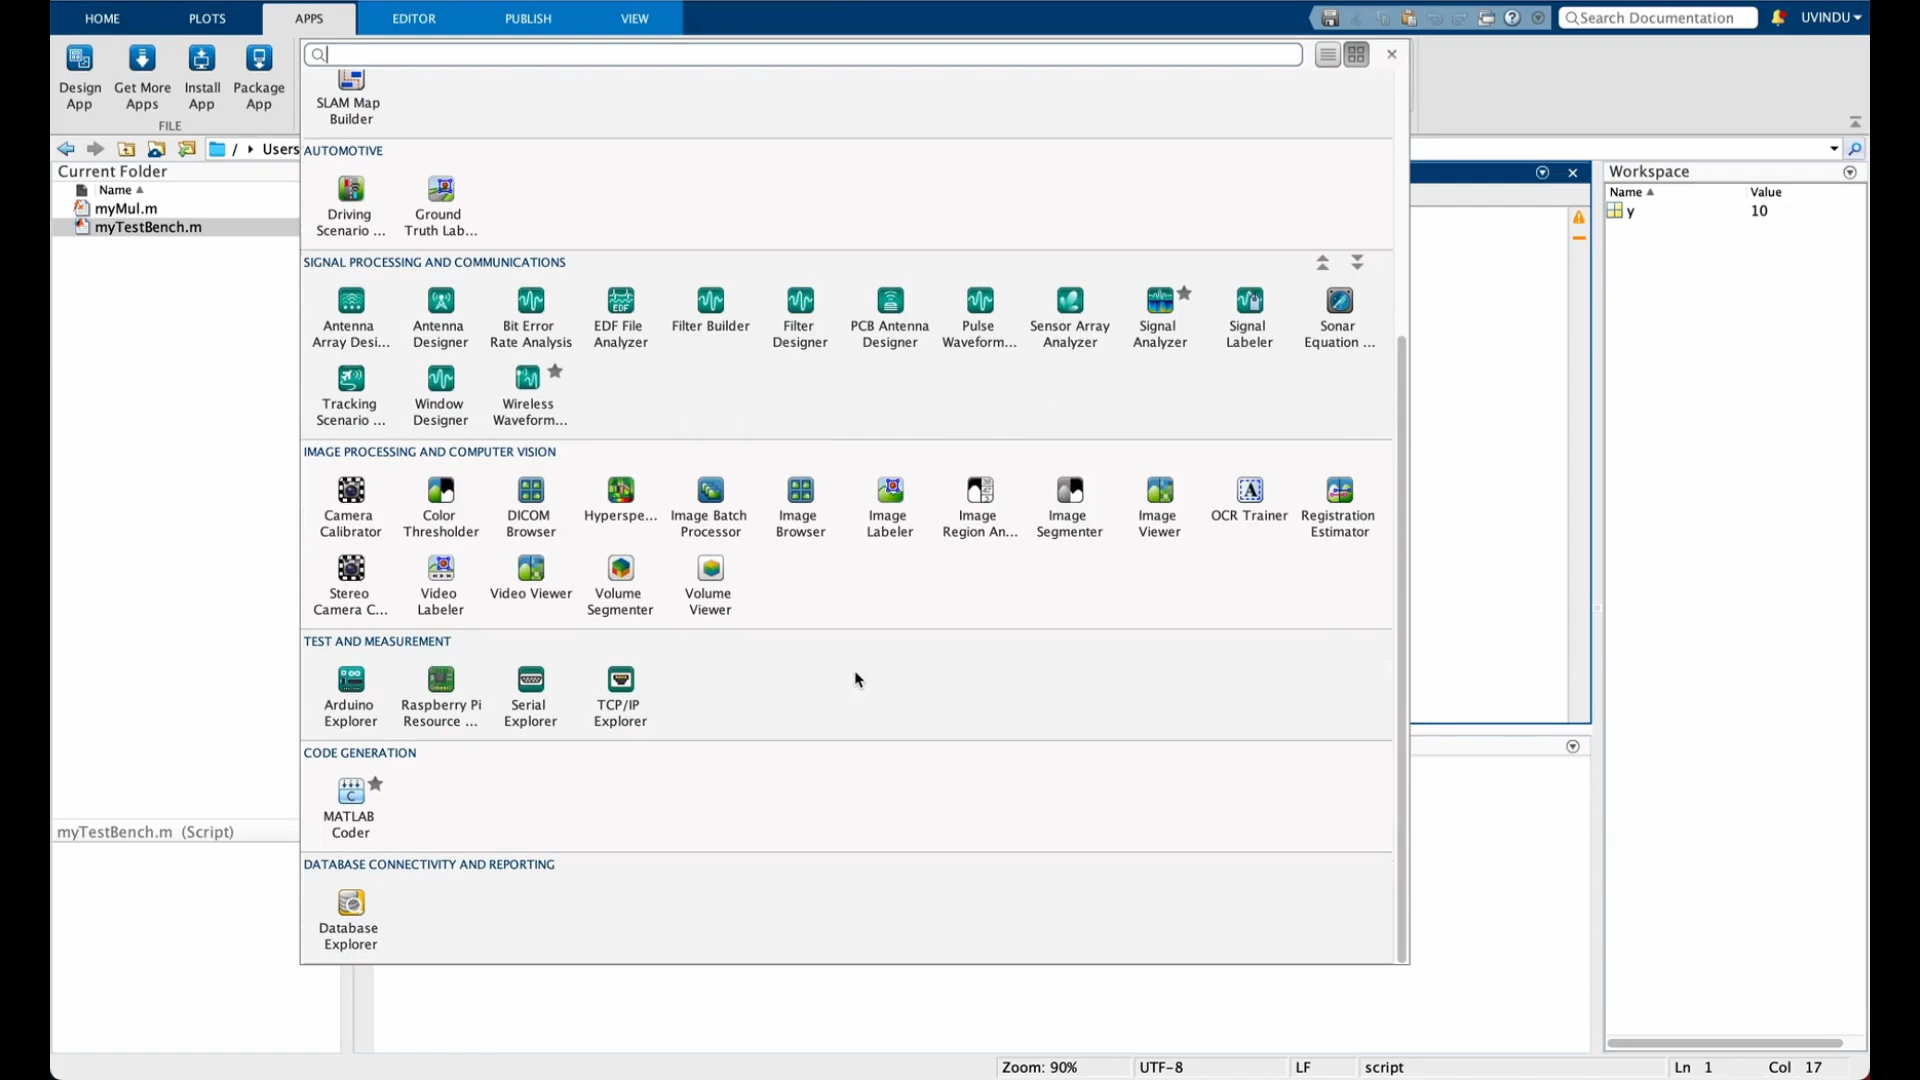 HOME PLOTS APPS EDITOR PUBLISH VIEW Search Documentation UVINDU
Design App
Get More Apps
Install App
Package App
FILE
/ Users
Current Folder
Name
myMul.m
myTestBench.m
myTestBench.m (Script)
SLAM Map Builder
AUTOMOTIVE
Driving Scenario ...
Ground Truth Lab...
SIGNAL PROCESSING AND COMMUNICATIONS
Antenna Array Desi...
Antenna Designer
Bit Error Rate Analysis
EDF
EDF File Analyzer
Filter Builder
Filter Designer
PCB Antenna Designer
Pulse Waveform...
Sensor Array Analyzer
Signal Analyzer
Signal Labeler
Sonar Equation ...
Tracking Scenario ...
Window Designer
Wireless Waveform...
IMAGE PROCESSING AND COMPUTER VISION
Camera Calibrator
Color Thresholder
DICOM Browser
Hyperspe...
Image Batch Processor
Image Browser
Image Labeler
Image Region An...
Image Segmenter
Image Viewer
A
OCR Trainer
Registration Estimator
Stereo Camera C...
Video Labeler
Video Viewer
Volume Segmenter
Volume Viewer
TEST AND MEASUREMENT
Arduino Explorer
Raspberry Pi Resource ...
Serial Explorer
TCP/IP Explorer
CODE GENERATION
C
MATLAB Coder
DATABASE CONNECTIVITY AND REPORTING
Database Explorer
Workspace
Name Value
y 10
Zoom: 90% UTF-8 LF script Ln 1 Col 17